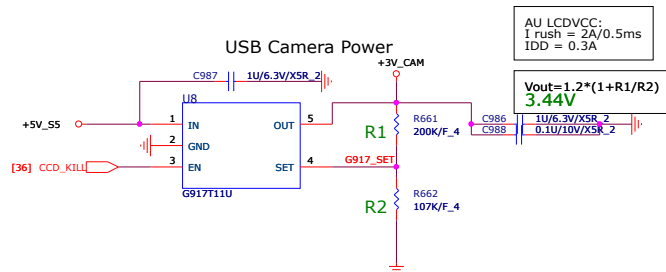 AU LCDVCC:
I rush = 2A/0.5ms
IDD = 0.3A
USB Camera Power
+3V_CAM
C987
1U/6.3V/X5R_2
Vout=1.2*(1+R1/R2)
3.44V
U8
+5V_S5
1
IN
OUT
5
2
GND
R1
R661
200K/F_4
C986
1U/6.3V/X5R_2
C988
0.1U/10V/X5R_2
[36]
CCD_KILL
3
EN
SET
4
G917_SET
G917T11U
R2
R662
107K/F_4